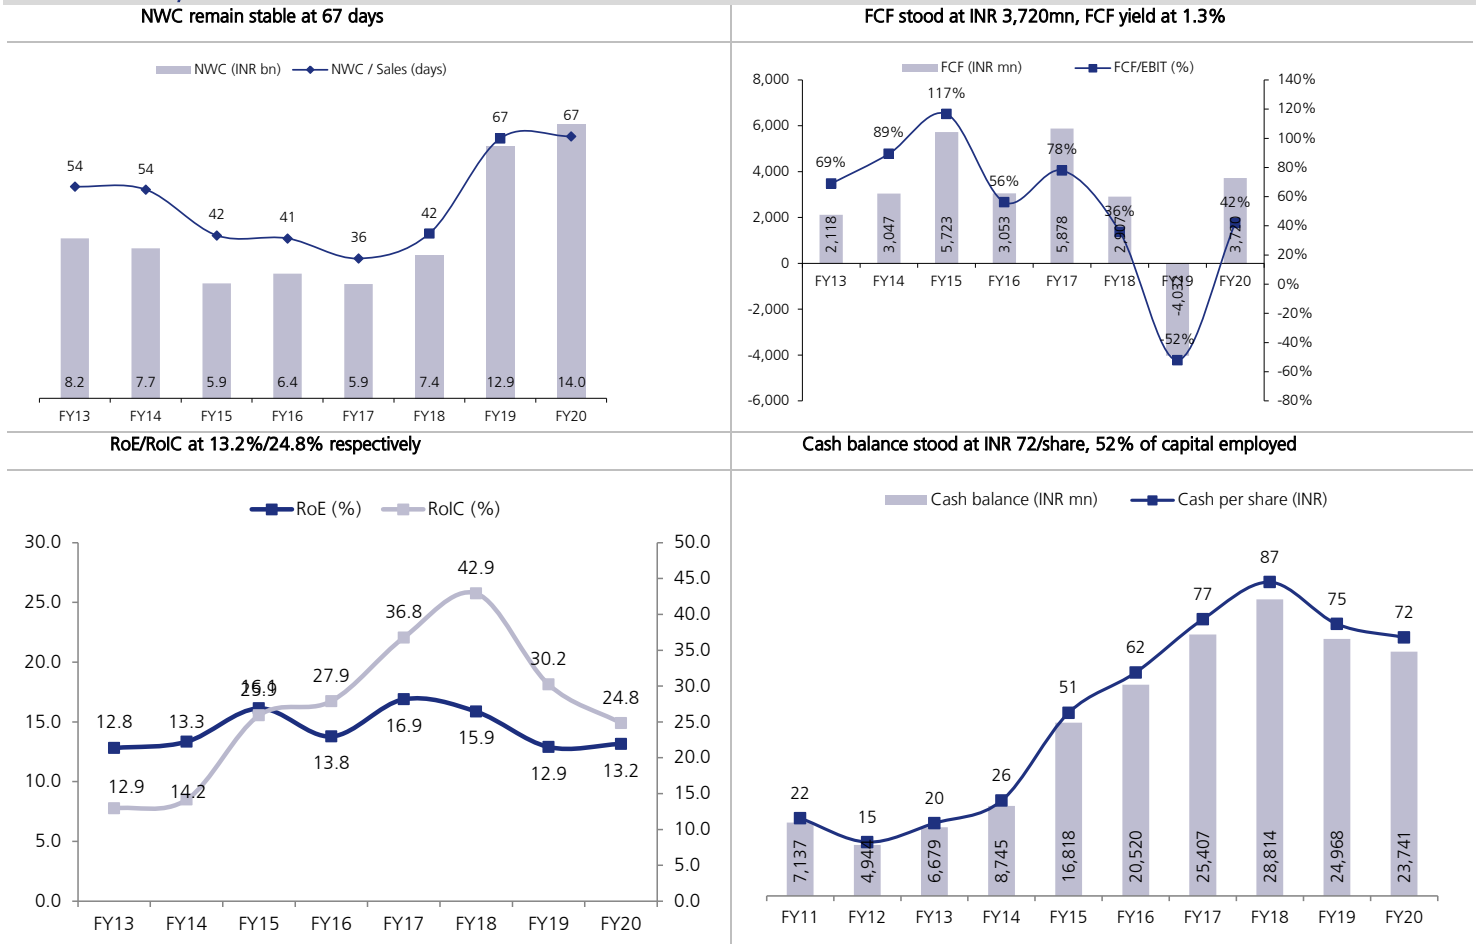 NWC remain stable at 67 days
NWC (INR bn) NWC / Sales (days)
54 54 42 41 36 42 67 67
8.2 7.7 5.9 6.4 5.9 7.4 12.9 14.0
FY13 FY14 FY15 FY16 FY17 FY18 FY19 FY20
FCF stood at INR 3,720mn, FCF yield at 1.3%
FCF (INR mn) FCF/EBIT (%)
8,000
6,000
4,000
2,000
0
-2,000
-4,000
-6,000
69% 89% 117% 56% 78% 36% -52% 42%
2,118 3,047 5,723 3,053 5,878 3,720
FY13 FY14 FY15 FY16 FY17 FY18 FY19 FY20
140%
120%
100%
80%
60%
40%
20%
0%
-20%
-40%
-60%
-80%
RoE/RoIC at 13.2%/24.8% respectively
RoE (%) RoIC (%)
30.0
25.0
20.0
15.0
10.0
5.0
0.0
12.8 13.3 16.1 13.8 16.9 15.9 12.9 13.2
12.9 14.2 25.9 27.9 36.8 42.9 30.2 24.8
50.0
45.0
40.0
35.0
30.0
25.0
20.0
15.0
10.0
5.0
0.0
FY13 FY14 FY15 FY16 FY17 FY18 FY19 FY20
Cash balance stood at INR 72/share, 52% of capital employed
Cash balance (INR mn) Cash per share (INR)
22 15 20 26 51 62 77 87 75 72
7,137 6,679 8,745 16,818 20,520 25,407 28,814 24,968 23,741
FY11 FY12 FY13 FY14 FY15 FY16 FY17 FY18 FY19 FY20